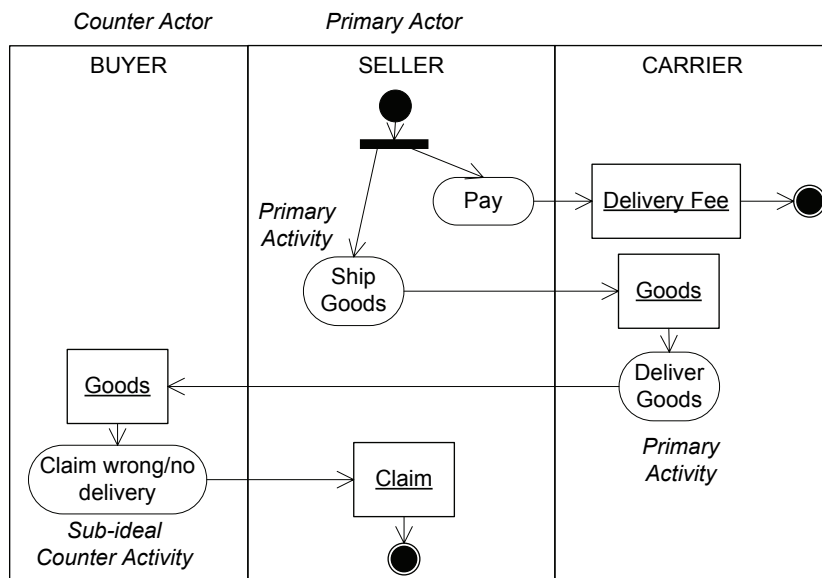 Counter Actor
Primary Actor
BUYER
SELLER
CARRIER
Pay
Delivery Fee
Primary
Activity
Ship
Goods
Goods
Goods
Deliver
Goods
Primary
Activity
Claim wrong/no
delivery
Claim
Sub-ideal
Counter Activity